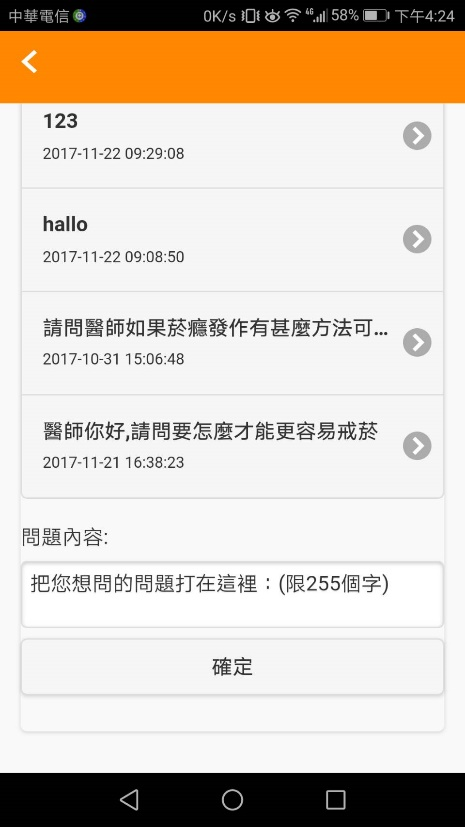 中華電信 0K/s 4G 58% 下午4:24
123
2017-11-22 09:29:08
hallo
2017-11-22 09:08:50
請問醫師如果菸癮發作有甚麼方法可...
2017-10-31 15:06:48
醫師你好,請問要怎麼才能更容易戒菸
2017-11-21 16:38:23
問題內容:
把您想問的問題打在這裡：(限255個字)
確定